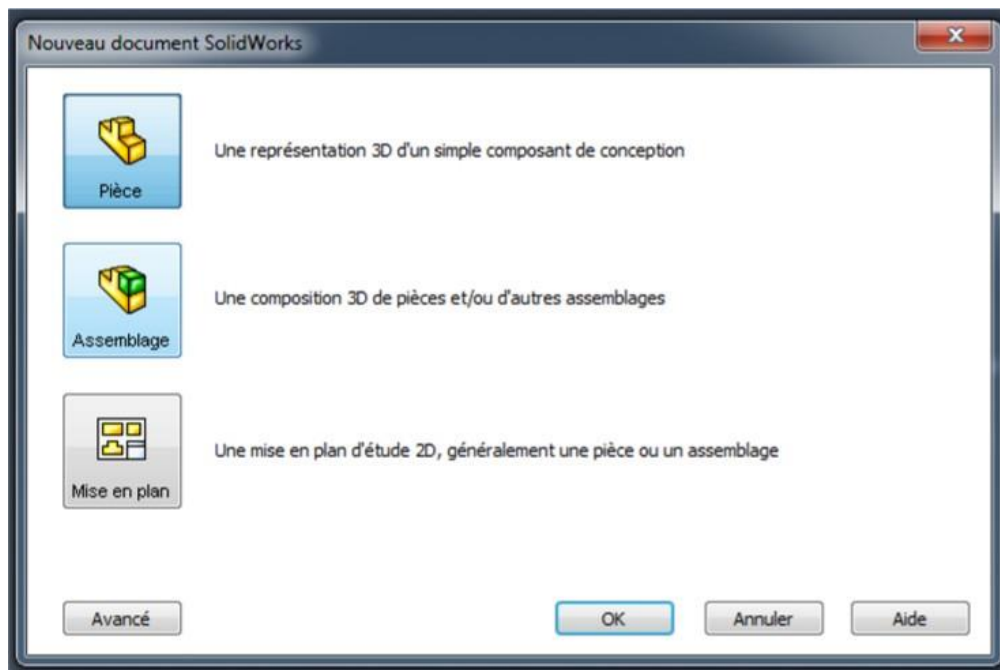 Nouveau document SolidWorks
Pièce
Une représentation 3D d'un simple composant de conception
Assemblage
Une composition 3D de pièces et/ou d'autres assemblages
Mise en plan
Une mise en plan d'étude 2D, généralement une pièce ou un assemblage
Avancé
OK
Annuler
Aide